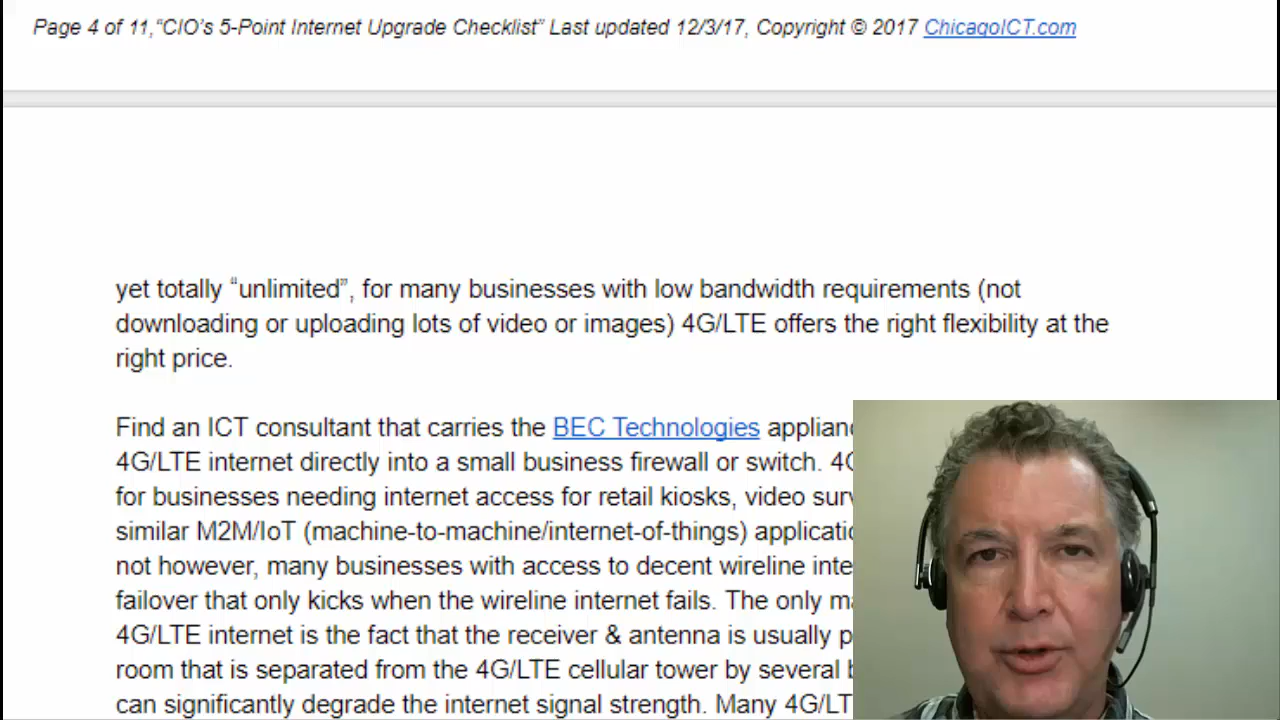 Page 4 of 11,“CIO’s 5-Point Internet Upgrade Checklist” Last updated 12/3/17, Copyright © 2017 ChicagoICT.com
yet totally “unlimited”, for many businesses with low bandwidth requirements (not
downloading or uploading lots of video or images) 4G/LTE offers the right flexibility at the
right price.
Find an ICT consultant that carries the BEC Technologies
4G/LTE internet directly into a small business firewall or switch.
for businesses needing internet access for retail kiosks, video
similar M2M/IoT (machine-to-machine/internet-of-things)
not however, many businesses with access to decent wireline
failover that only kicks when the wireline internet fails. The only
4G/LTE internet is the fact that the receiver & antenna is usually
room that is separated from the 4G/LTE cellular tower by several
can significantly degrade the internet signal strength. Many